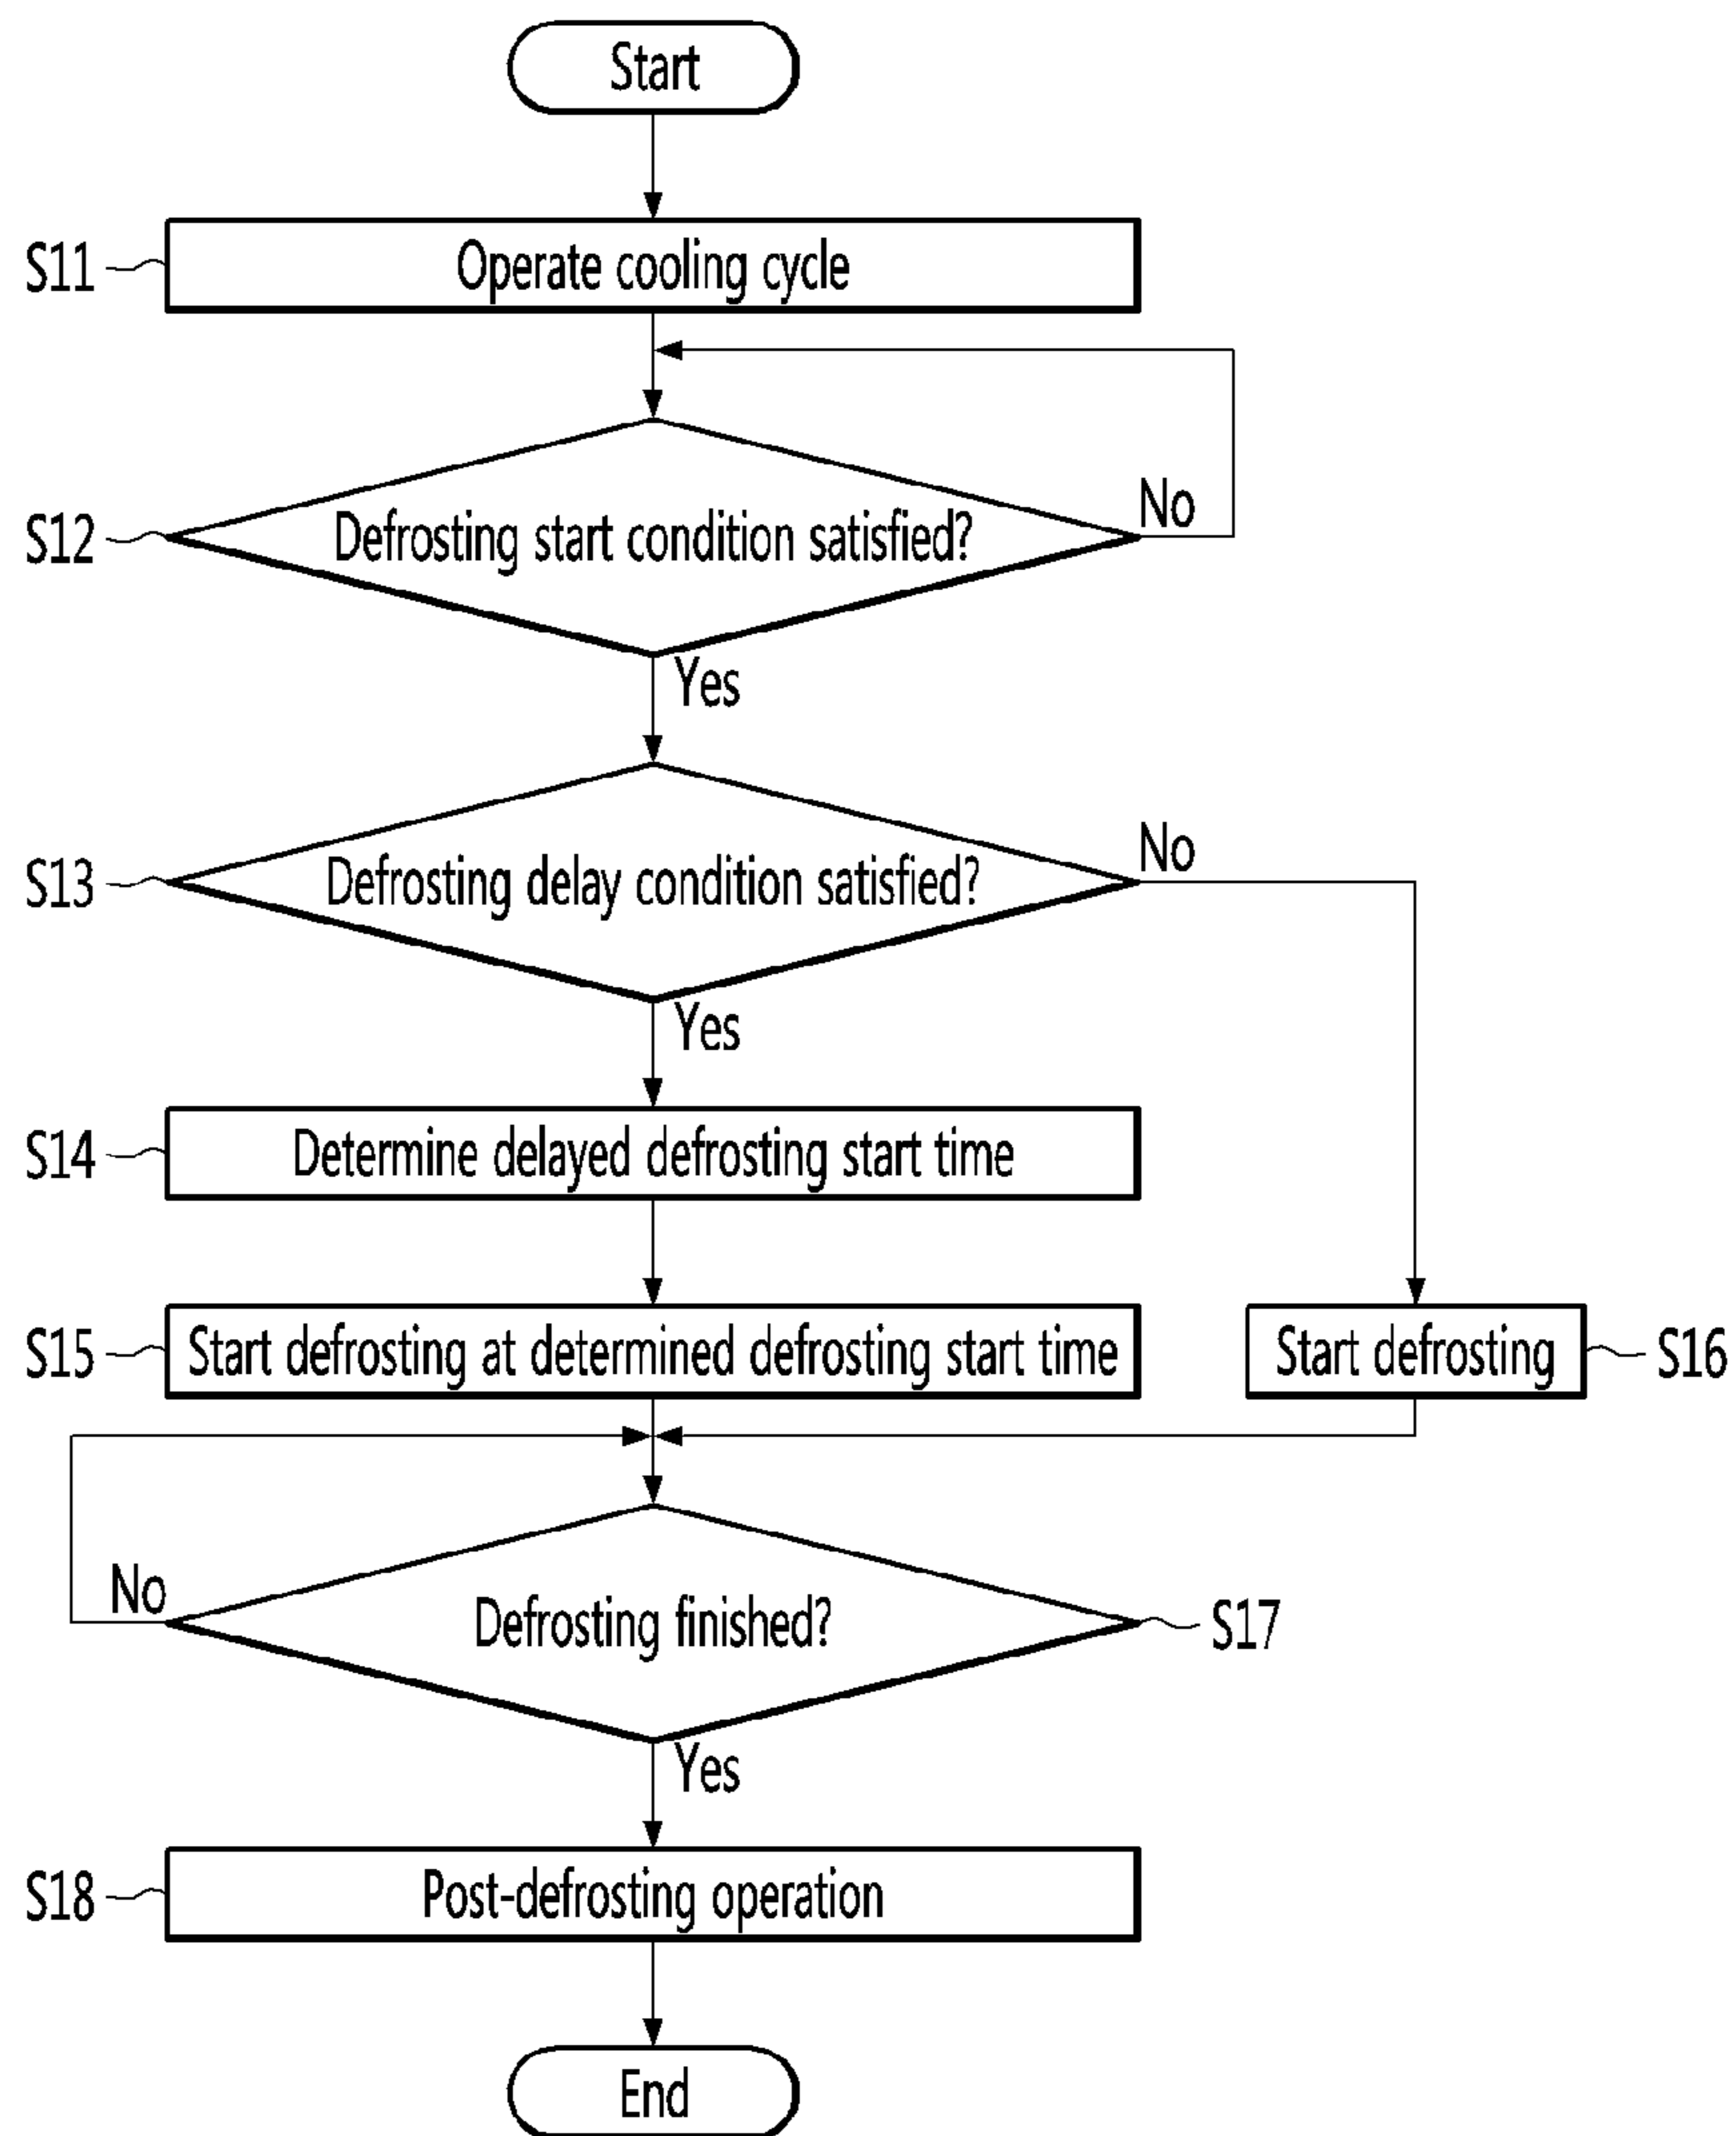 Start
S11
Operate cooling cycle
S12
Defrosting start condition satisfied?
No
Yes
S13
Defrosting delay condition satisfied?
No
Yes
S14
Determine delayed defrosting start time
S15
Start defrosting at determined defrosting start time
Start defrosting
S16
No
Defrosting finished?
S17
Yes
S18
Post-defrosting operation
End